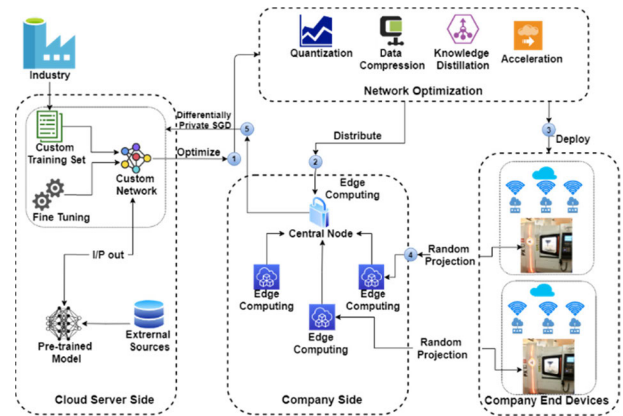 Industry
Custom
Training Set
Fine Tuning
Custom
Network
I/P out
Pre-trained
Model
Extrernal
Sources
Cloud Server Side
Differentially
Private SGD
5
Optimize
1
Quantization
Data
Compression
Knowledge
Distillation
Acceleration
Network Optimization
Distribute
2
3
Deploy
Edge
Computing
Central Node
Edge
Computing
Edge
Computing
Edge
Computing
4
Random
Projection
Random
Projection
Company Side
Company End Devices